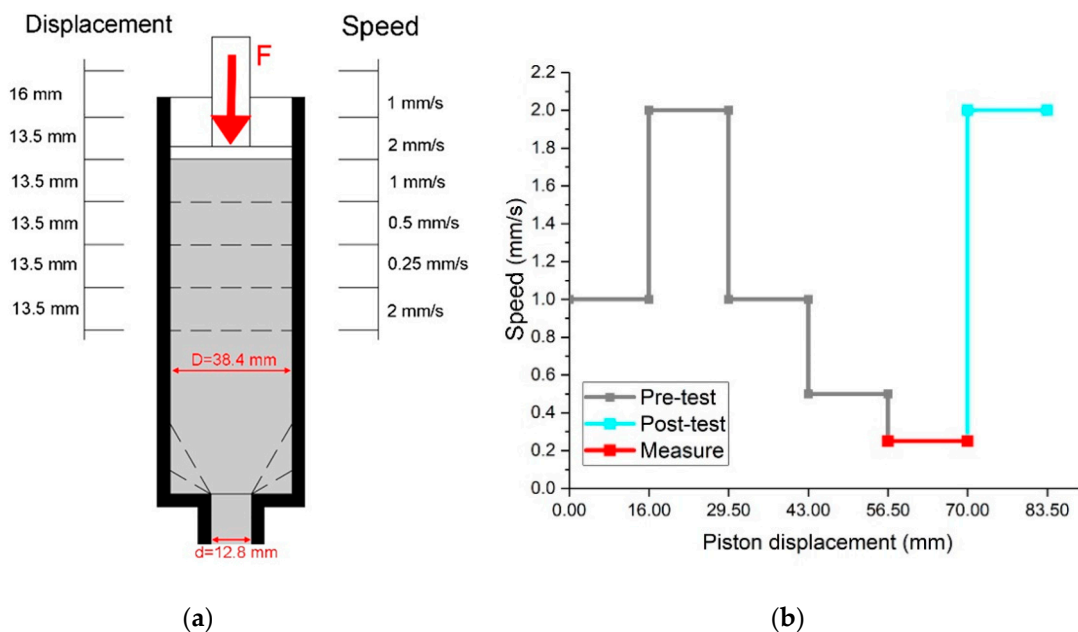 Displacement
Speed
F
16 mm
13.5 mm
13.5 mm
13.5 mm
13.5 mm
13.5 mm
1 mm/s
2 mm/s
1 mm/s
0.5 mm/s
0.25 mm/s
2 mm/s
D=38.4 mm
d=12.8 mm
(a)
Speed (mm/s)
2.2
2.0
1.8
1.6
1.4
1.2
1.0
0.8
0.6
0.4
0.2
0.0
Pre-test
Post-test
Measure
0.00 16.00 29.50 43.00 56.50 70.00 83.50
Piston displacement (mm)
(b)